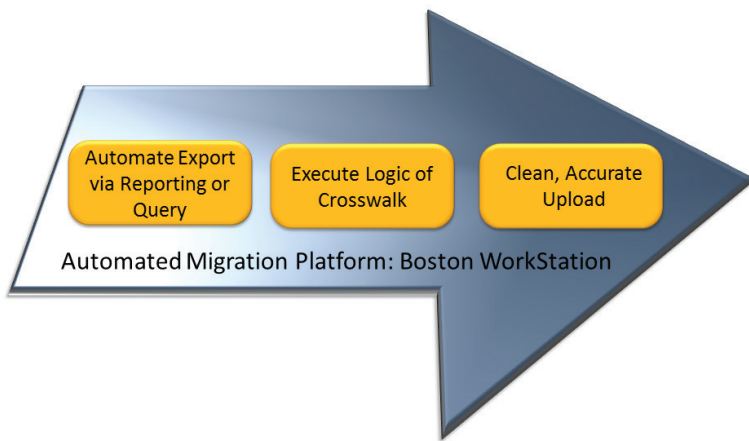 Automate Export
via Reporting or
Query
Execute Logic of
Crosswalk
Clean, Accurate
Upload
Automated Migration Platform: Boston WorkStation